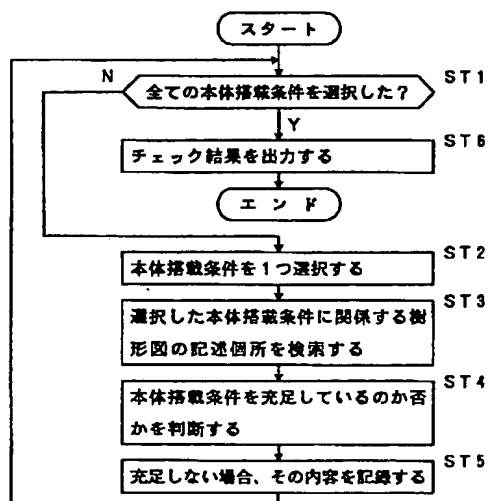 スタート
N
全ての本体搭載条件を選択した？
ST1
Y
チェック結果を出力する
ST6
エンド
本体搭載条件を1つ選択する
ST2
選択した本体搭載条件に関係する樹
形図の記述個所を検索する
ST3
本体搭載条件を充足しているのか否
かを判断する
ST4
充足しない場合、その内容を記録する
ST5